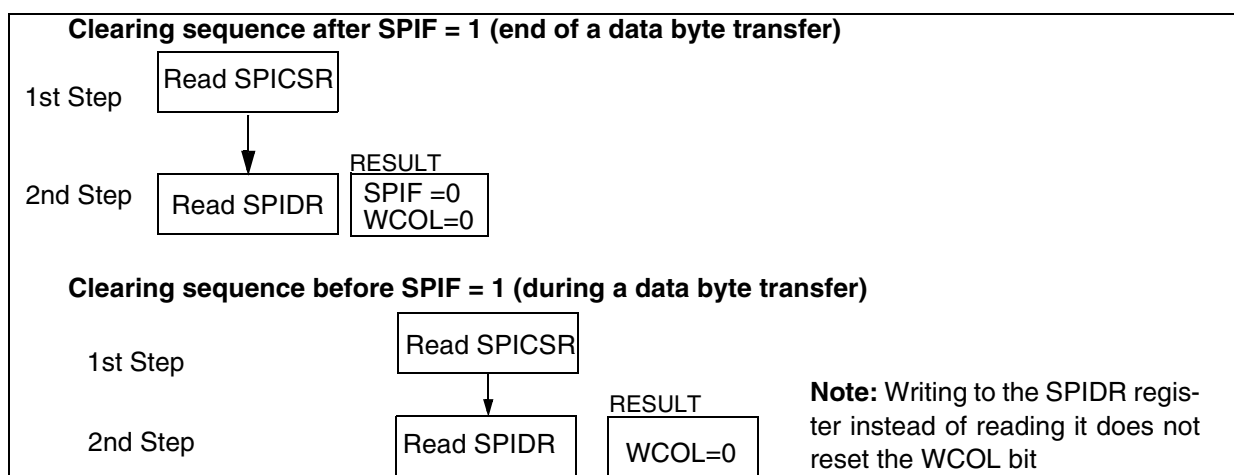 Clearing sequence after SPIF = 1 (end of a data byte transfer)
1st Step
Read SPICSR
2nd Step
Read SPIDR
RESULT
SPIF =0
WCOL=0
Clearing sequence before SPIF = 1 (during a data byte transfer)
1st Step
Read SPICSR
2nd Step
Read SPIDR
RESULT
WCOL=0
Note: Writing to the SPIDR regis-
ter instead of reading it does not
reset the WCOL bit